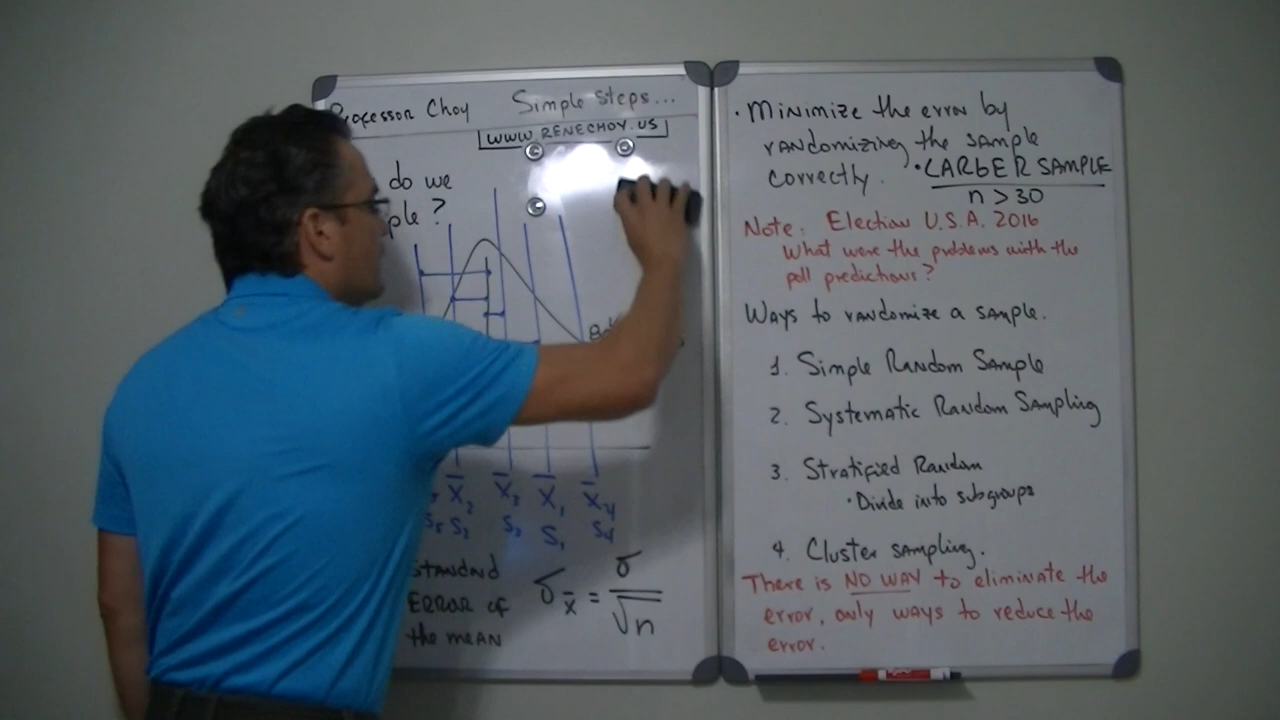 Professor Choy Simple Steps...
WWW.RENECHOY.US
do we
ple ?
X̄2 X̄3 X̄1 X̄4
S2 S3 S1 S4
STANDARD
ERROR OF
the MEAN
σx̄ = σ/√n
• Minimize the error by
randomizing the sample
correctly. • LARGER SAMPLE
n > 30
Note: Election U.S.A. 2016
What were the problems with the
poll predictions?
Ways to randomize a sample.
1. Simple Random Sample
2. Systematic Random Sampling
3. Stratified Random
• Divide into subgroups
4. Cluster sampling.
There is NO WAY to eliminate the
error, only ways to reduce the
error.